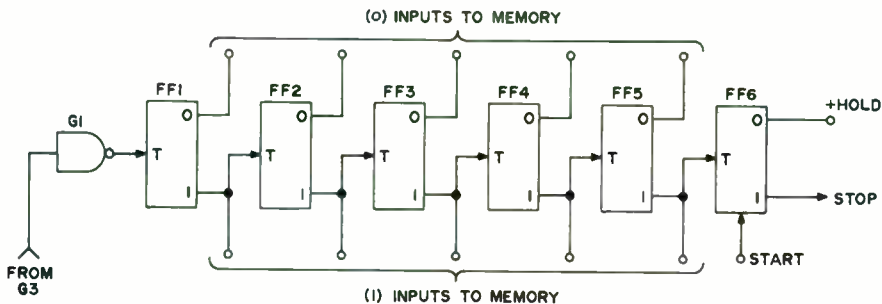 (0) INPUTS TO MEMORY
FF1 FF2 FF3 FF4 FF5 FF6
G1
0 0 0 0 0 0
+HOLD
T T T T T T
1 1 1 1 1 1
STOP
START
FROM
G3
(1) INPUTS TO MEMORY